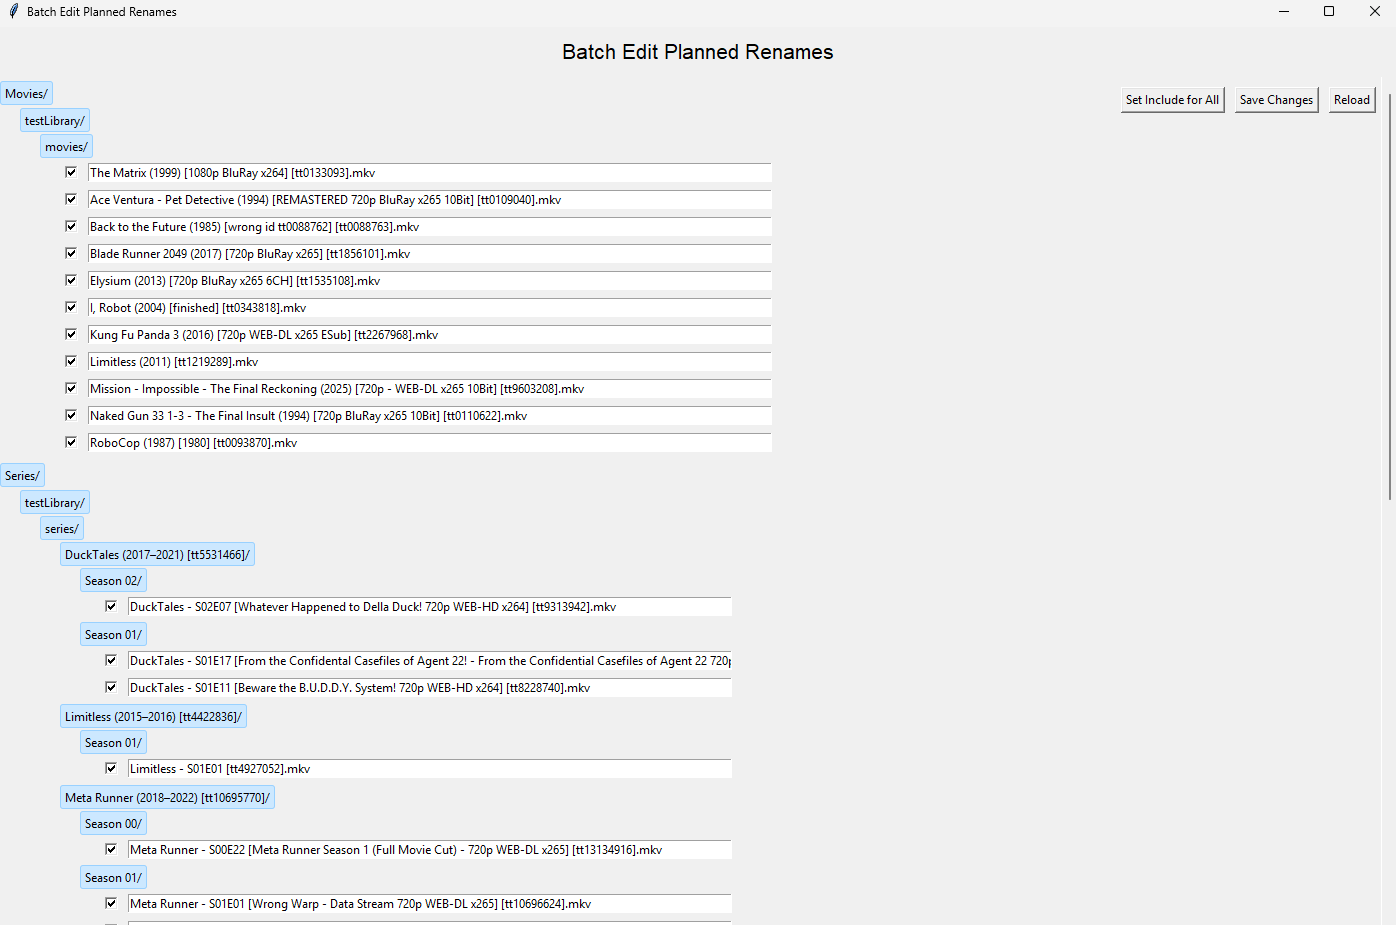 Batch Edit Planned Renames
Batch Edit Planned Renames
Movies/
Set Include for All
Save Changes
Reload
testLibrary/
movies/
The Matrix (1999) [1080p BluRay x264] [tt0133093].mkv
Ace Ventura - Pet Detective (1994) [REMASTERED 720p BluRay x265 10Bit] [tt0109040].mkv
Back to the Future (1985) [wrong id tt0088762] [tt0088763].mkv
Blade Runner 2049 (2017) [720p BluRay x265] [tt1856101].mkv
Elysium (2013) [720p BluRay x265 6CH] [tt1535108].mkv
I, Robot (2004) [finished] [tt0343818].mkv
Kung Fu Panda 3 (2016) [720p WEB-DL x265 ESub] [tt2267968].mkv
Limitless (2011) [tt1219289].mkv
Mission - Impossible - The Final Reckoning (2025) [720p - WEB-DL x265 10Bit] [tt9603208].mkv
Naked Gun 33 1-3 - The Final Insult (1994) [720p BluRay x265 10Bit] [tt0110622].mkv
RoboCop (1987) [1980] [tt0093870].mkv
Series/
testLibrary/
series/
DuckTales (2017–2021) [tt5531466]/
Season 02/
DuckTales - S02E07 [Whatever Happened to Della Duck! 720p WEB-HD x264] [tt9313942].mkv
Season 01/
DuckTales - S01E17 [From the Confidental Casefiles of Agent 22! - From the Confidential Casefiles of Agent 22 720p
DuckTales - S01E11 [Beware the B.U.D.D.Y. System! 720p WEB-HD x264] [tt8228740].mkv
Limitless (2015–2016) [tt4422836]/
Season 01/
Limitless - S01E01 [tt4927052].mkv
Meta Runner (2018–2022) [tt10695770]/
Season 00/
Meta Runner - S00E22 [Meta Runner Season 1 (Full Movie Cut) - 720p WEB-DL x265] [tt13134916].mkv
Season 01/
Meta Runner - S01E01 [Wrong Warp - Data Stream 720p WEB-DL x265] [tt10696624].mkv